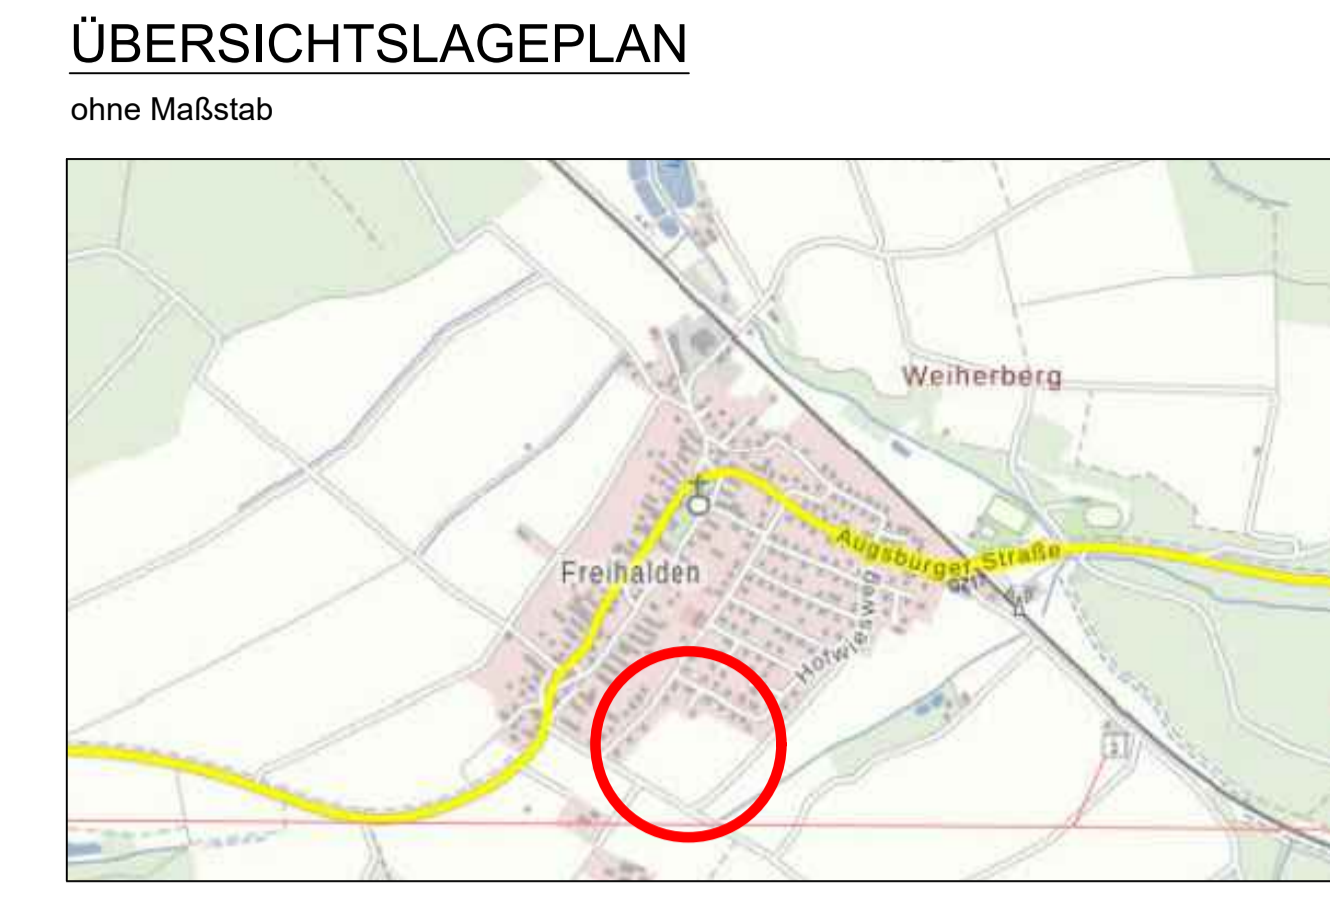 ÜBERSICHTSLAGEPLAN
ohne Maßstab
Weiherberg
Augsburger Straße
Freihalden
Hofwiesweg